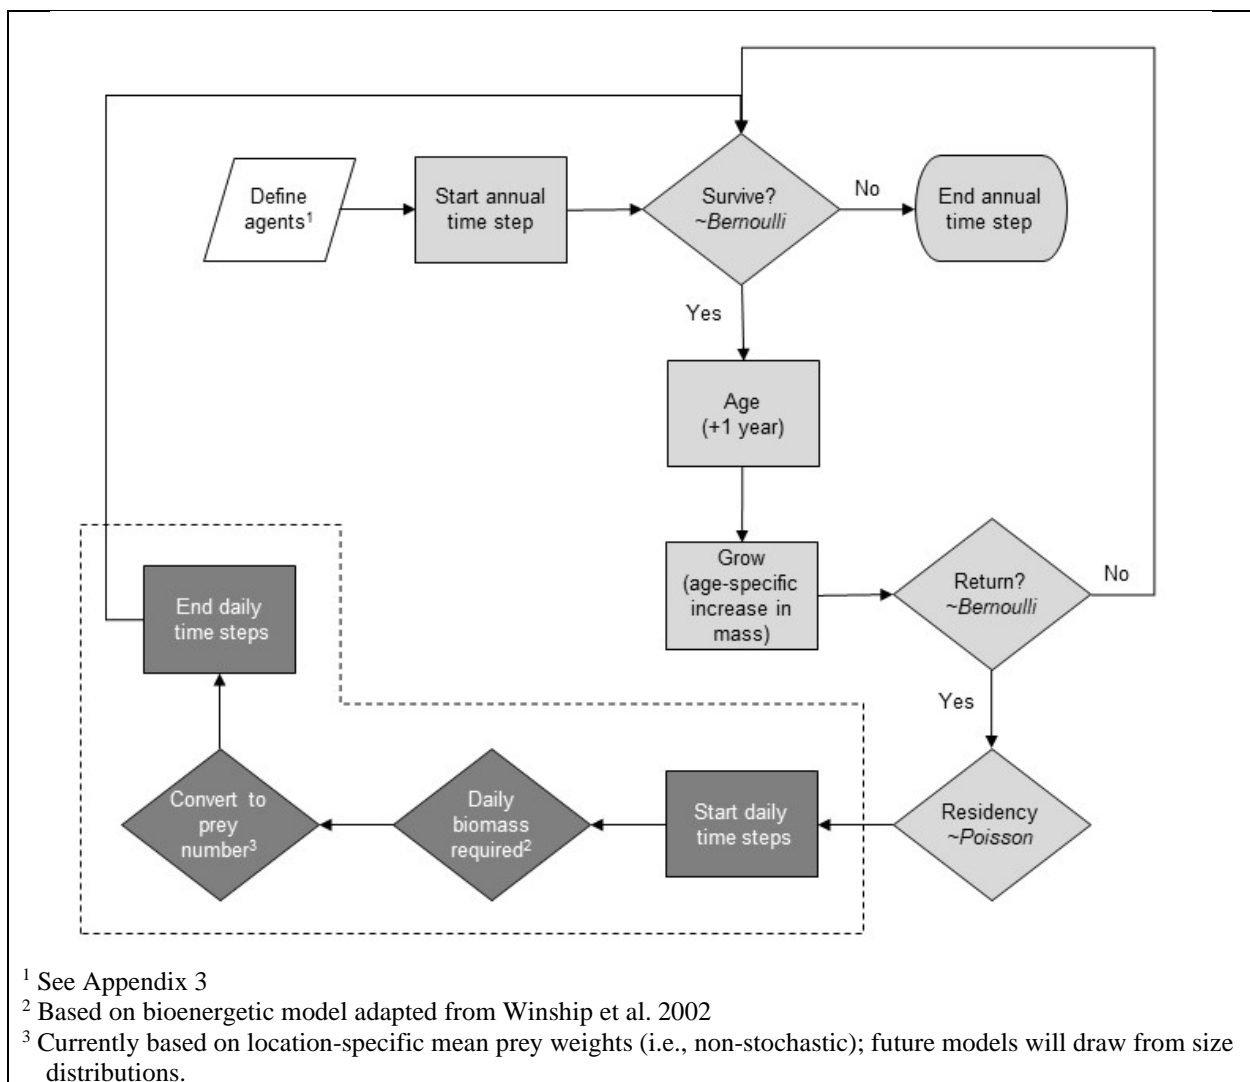 Define
agents¹
Start annual
time step
Survive?
~Bernoulli
No
End annual
time step
Yes
Age
(+1 year)
Grow
(age-specific
increase in
mass)
Return?
~Bernoulli
No
Yes
Residency
~Poisson
Start daily
time steps
Daily
biomass
required²
Convert to
prey
number³
End daily
time steps
¹ See Appendix 3
² Based on bioenergetic model adapted from Winship et al. 2002
³ Currently based on location-specific mean prey weights (i.e., non-stochastic); future models will draw from size
distributions.